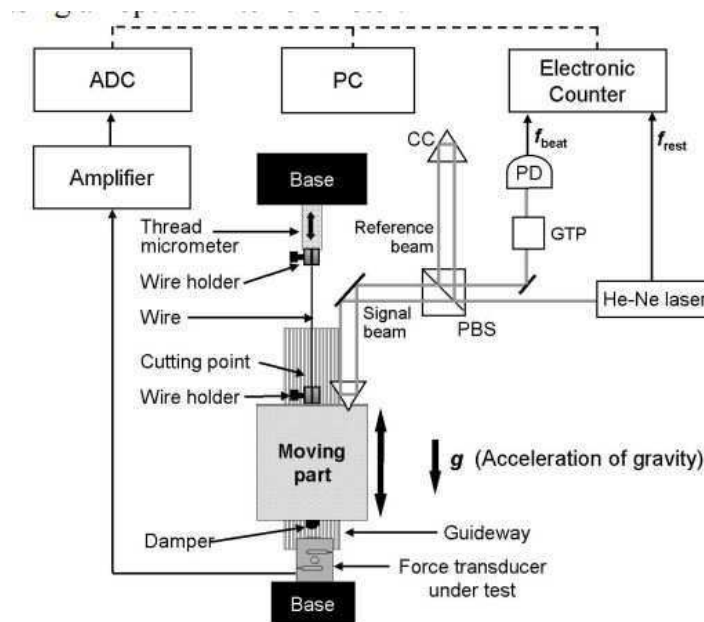 ADC
PC
Electronic
Counter
CC
f_beat
f_rest
Amplifier
Base
PD
Thread
micrometer
Reference
beam
GTP
Wire holder
He-Ne laser
Wire
Signal
beam
PBS
Cutting point
Wire holder
Moving
part
g (Acceleration of gravity)
Damper
Guideway
Force transducer
under test
Base